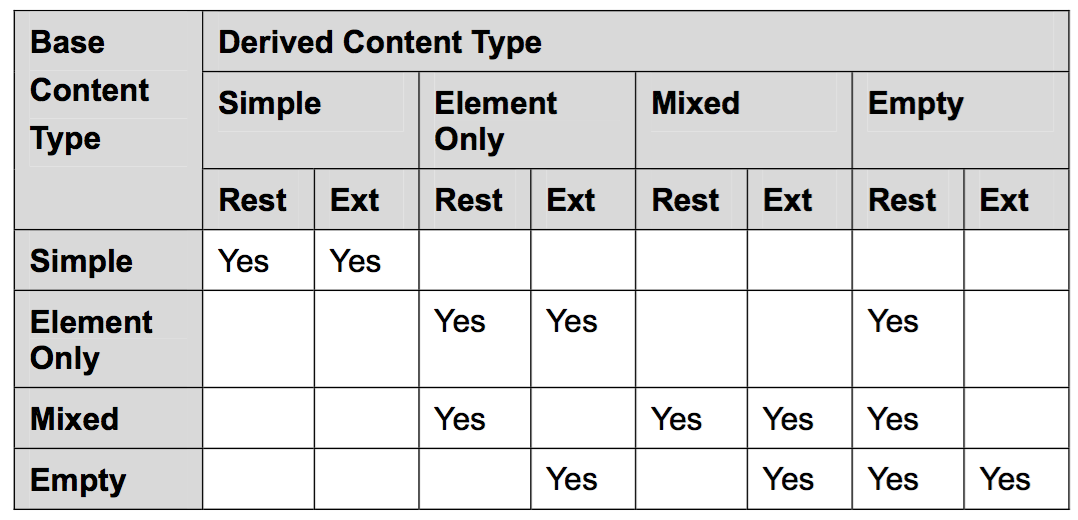 Base Content Type Derived Content Type
Simple Element Only Mixed Empty
Rest Ext Rest Ext Rest Ext Rest Ext
Simple Yes Yes
Element Only Yes Yes Yes
Mixed Yes Yes Yes Yes
Empty Yes Yes Yes Yes